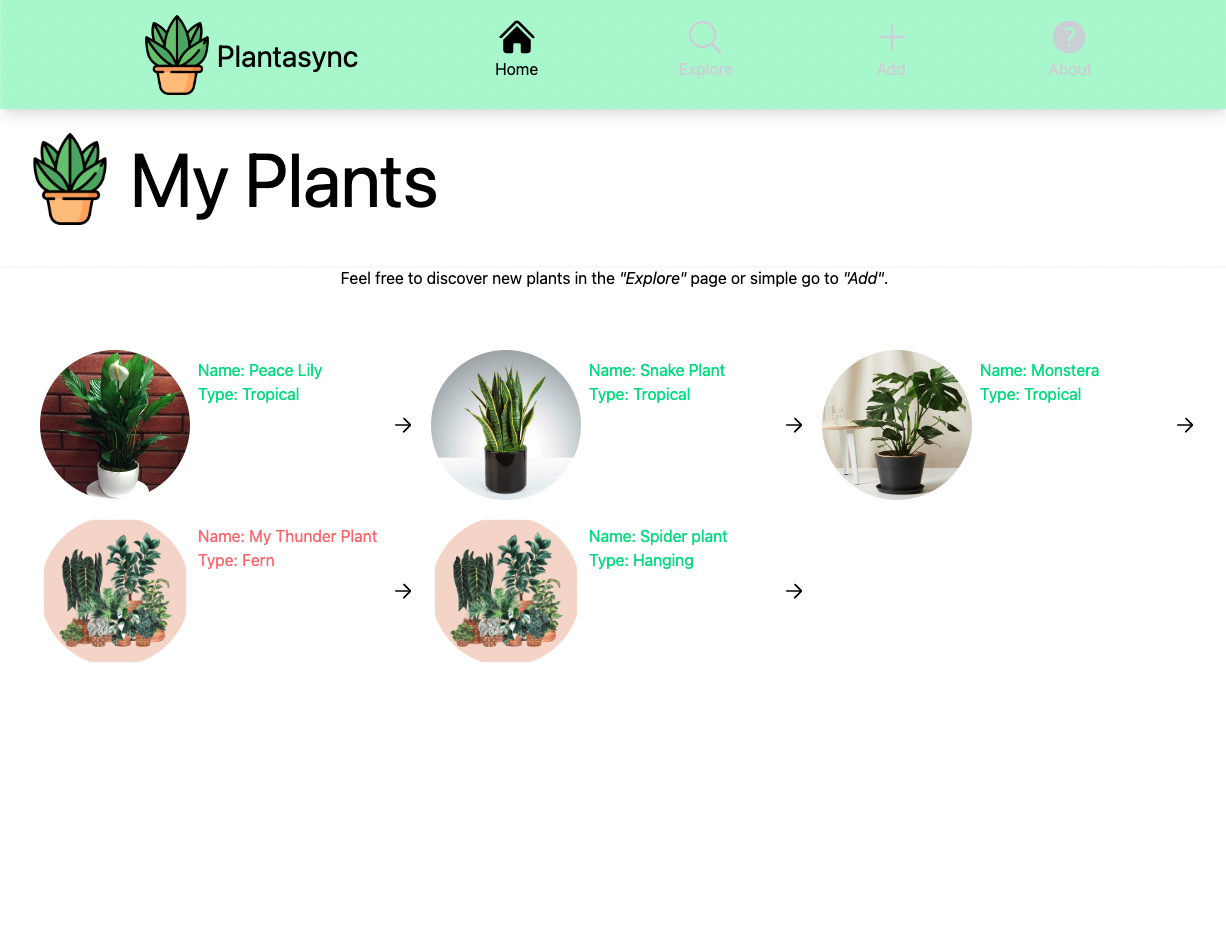 Plantasync
Home
Explore
Add
?
About
My Plants
Feel free to discover new plants in the "Explore" page or simple go to "Add".
Name: Peace Lily
Type: Tropical
Name: Snake Plant
Type: Tropical
Name: Monstera
Type: Tropical
Name: My Thunder Plant
Type: Fern
Name: Spider plant
Type: Hanging